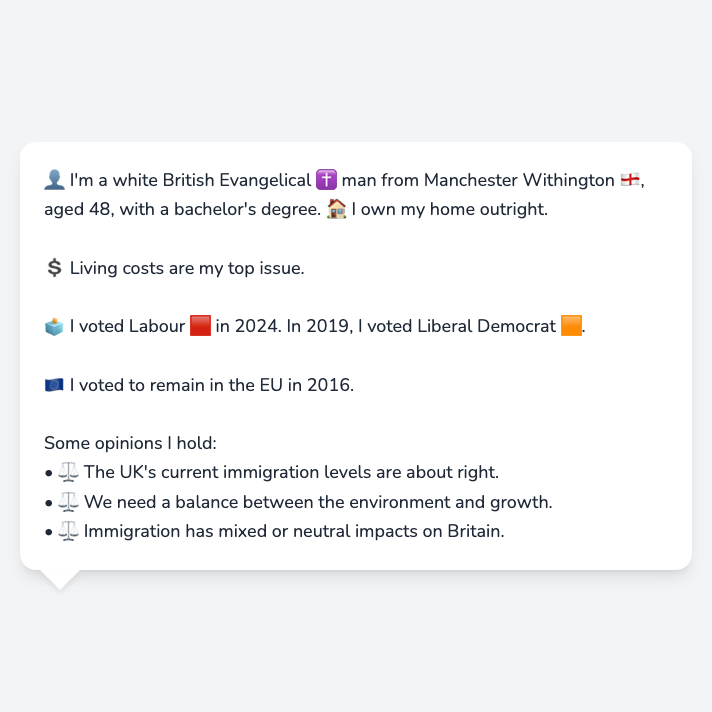 👤 I'm a white British Evangelical ✝️ man from Manchester Withington 🏴󠁧󠁢󠁥󠁮󠁧󠁿,
aged 48, with a bachelor's degree. 🏠 I own my home outright.
💲 Living costs are my top issue.
🗳️ I voted Labour 🟥 in 2024. In 2019, I voted Liberal Democrat 🟧.
🇪🇺 I voted to remain in the EU in 2016.
Some opinions I hold:
• ⚖️ The UK's current immigration levels are about right.
• ⚖️ We need a balance between the environment and growth.
• ⚖️ Immigration has mixed or neutral impacts on Britain.